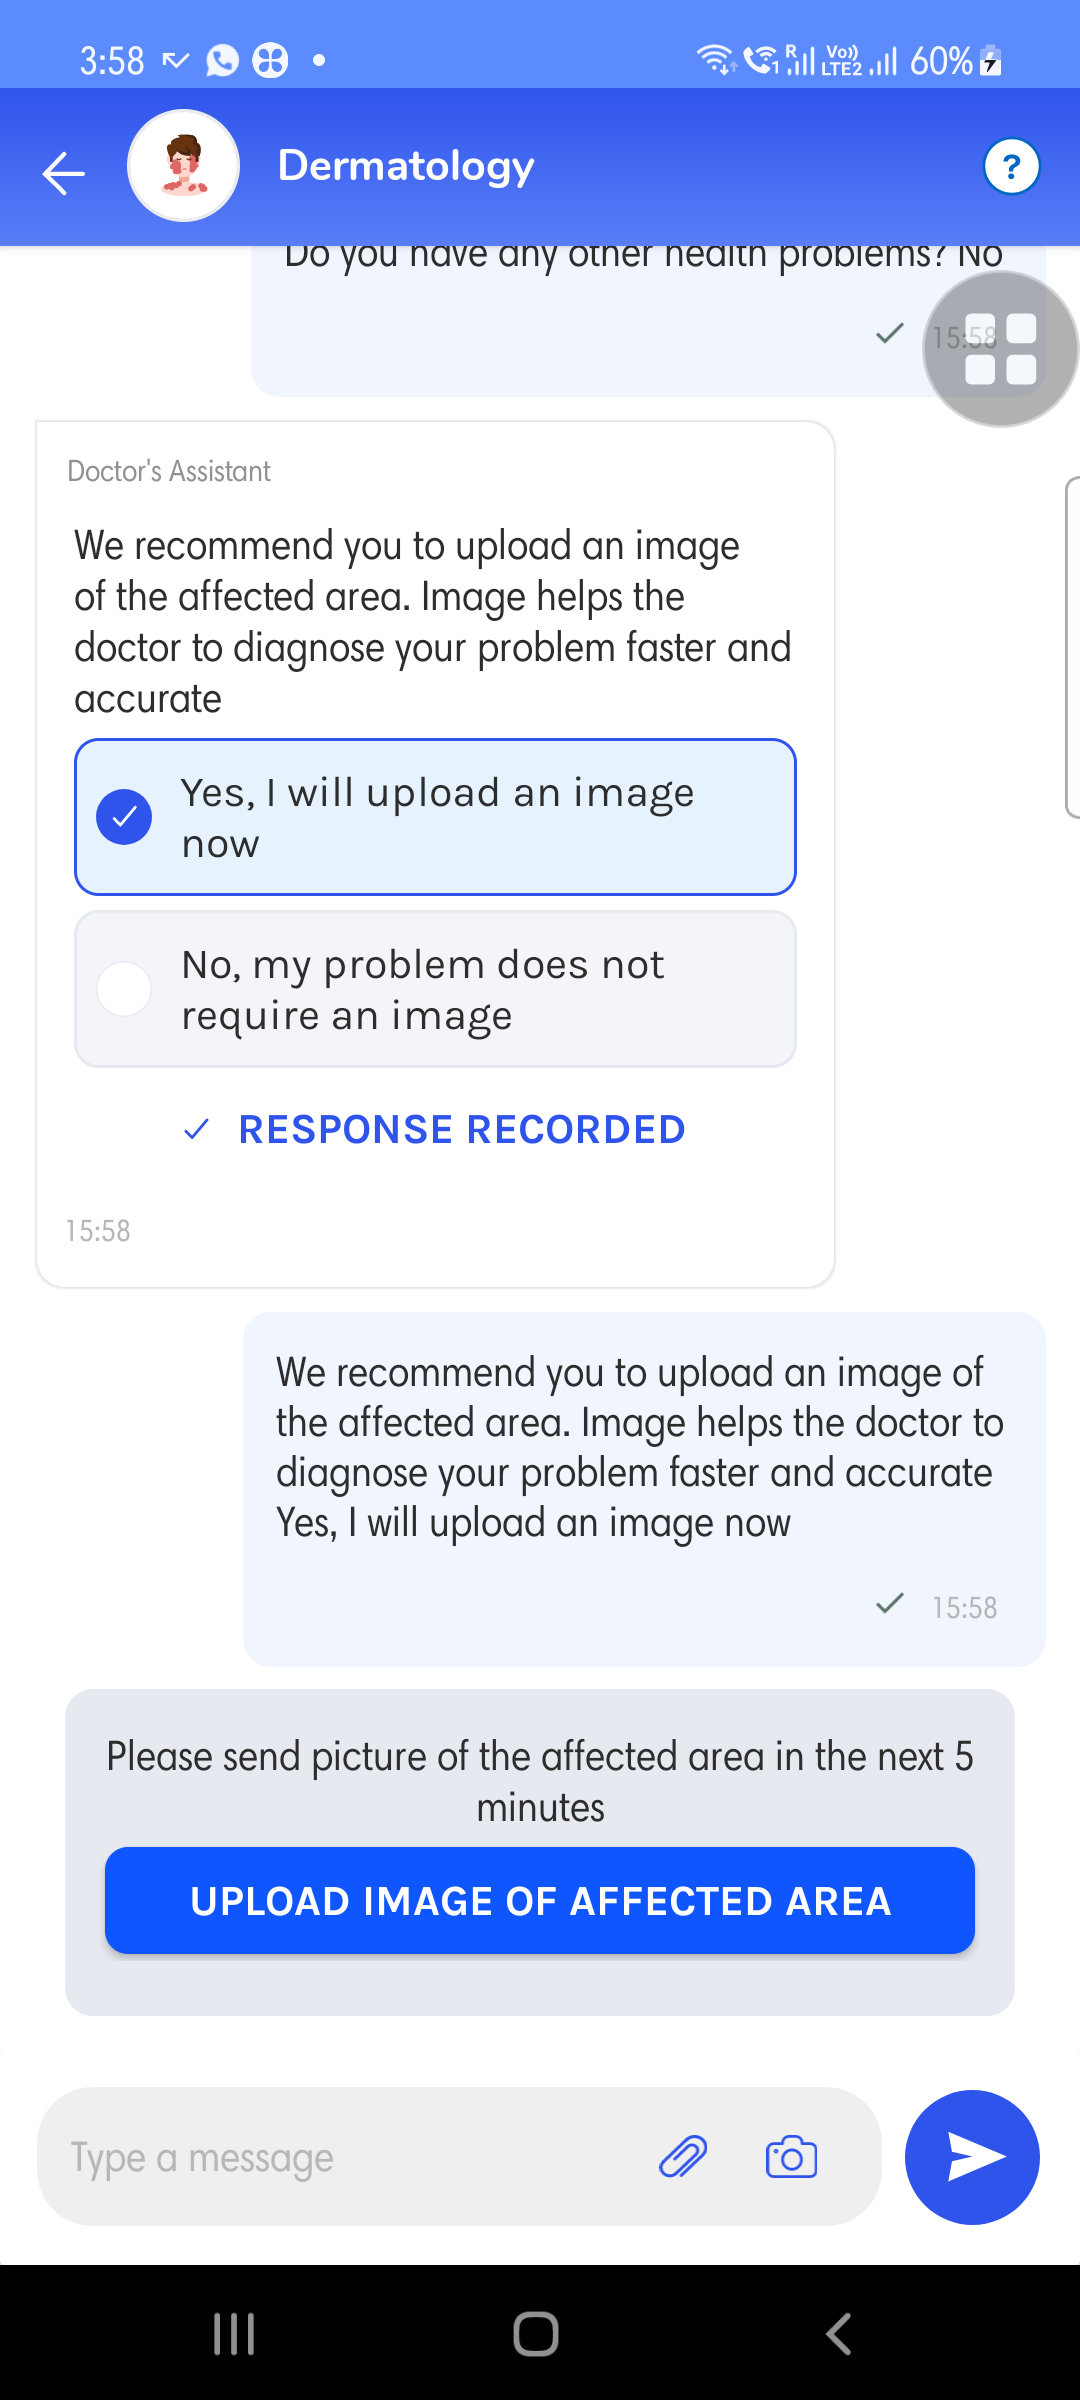 3:58
R
Vo))
1
LTE2
60%
Dermatology
?
Do you have any other health problems? No
15:58
Doctor's Assistant
We recommend you to upload an image
of the affected area. Image helps the
doctor to diagnose your problem faster and
accurate
Yes, I will upload an image
now
No, my problem does not
require an image
RESPONSE RECORDED
15:58
We recommend you to upload an image of
the affected area. Image helps the doctor to
diagnose your problem faster and accurate
Yes, I will upload an image now
15:58
Please send picture of the affected area in the next 5
minutes
UPLOAD IMAGE OF AFFECTED AREA
Type a message